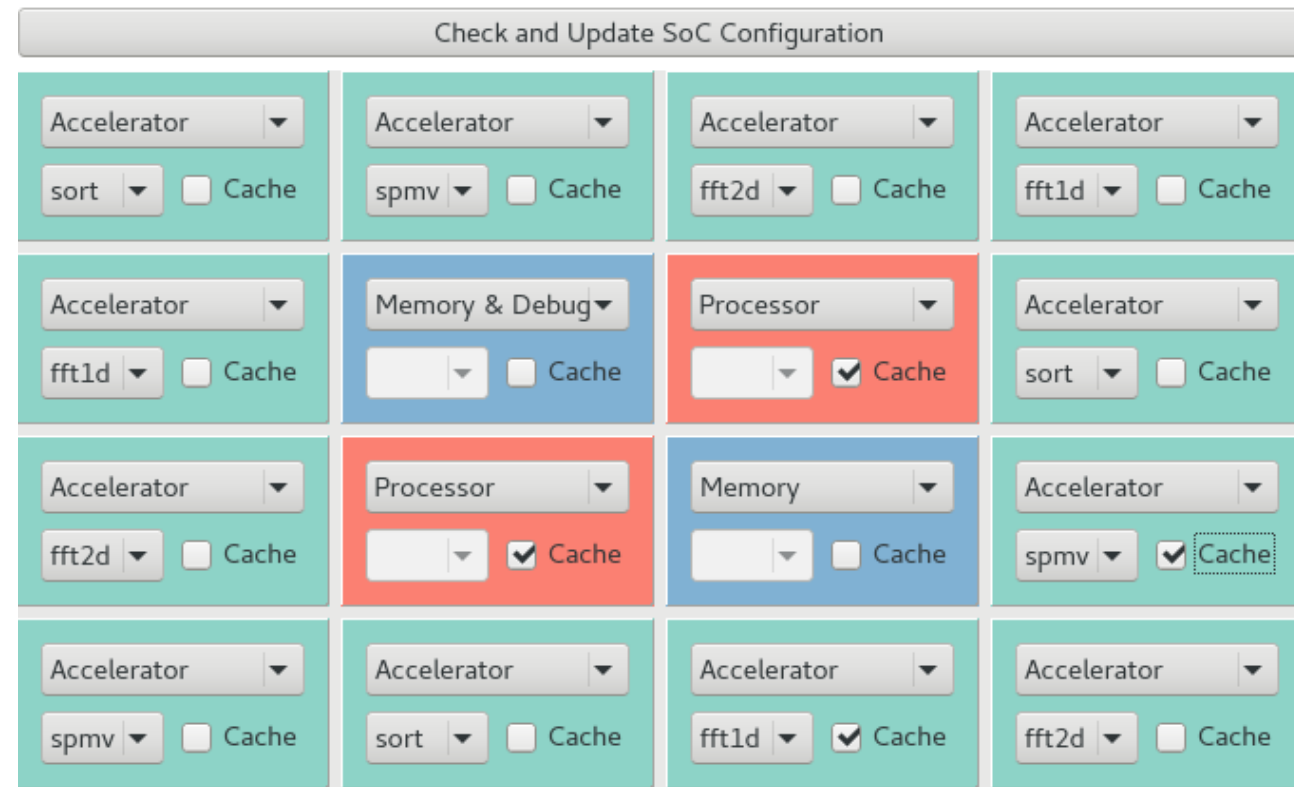 Check and Update SoC Configuration
Accelerator Accelerator Accelerator Accelerator
sort Cache spmv Cache fft2d Cache fft1d Cache
Accelerator Memory & Debug Processor Accelerator
fft1d Cache Cache Cache sort Cache
Accelerator Processor Memory Accelerator
fft2d Cache Cache Cache spmv Cache
Accelerator Accelerator Accelerator Accelerator
spmv Cache sort Cache fft1d Cache fft2d Cache